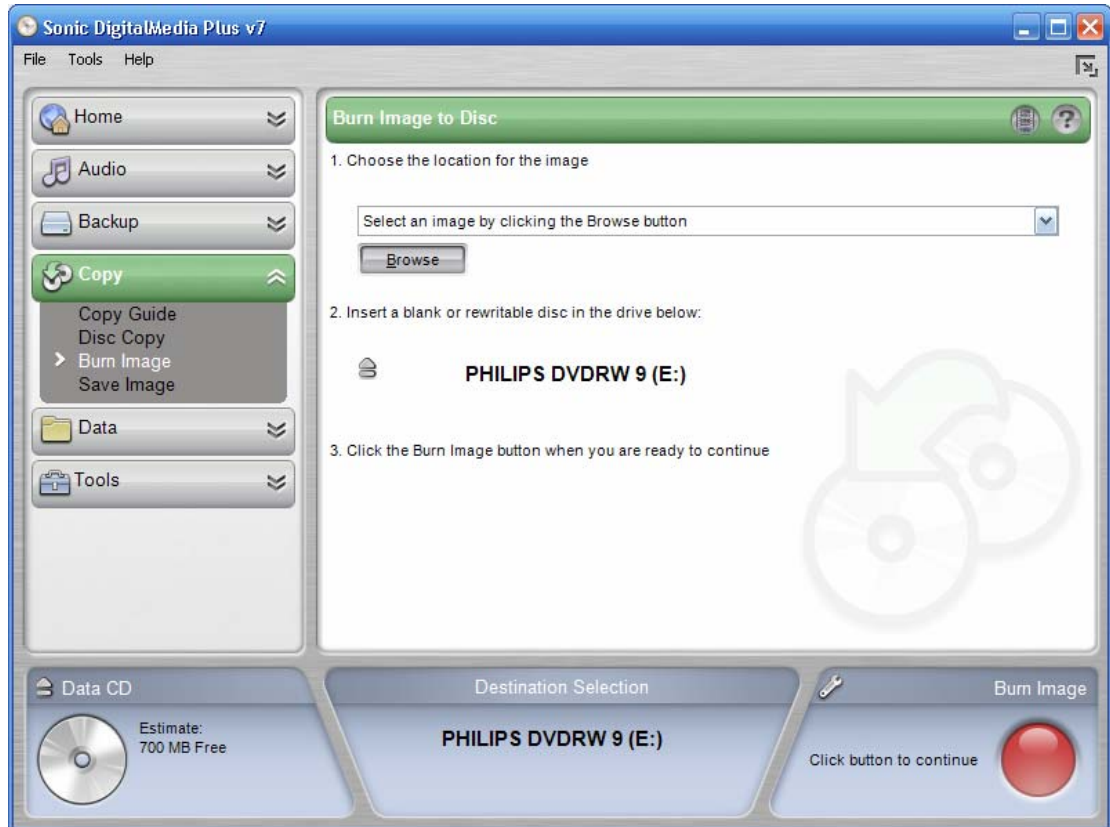 Sonic DigitalMedia Plus v7
File Tools Help
Home
Audio
Backup
Copy
Copy Guide
Disc Copy
Burn Image
Save Image
Data
Tools
Burn Image to Disc
?
1. Choose the location for the image
Select an image by clicking the Browse button
Browse
2. Insert a blank or rewritable disc in the drive below:
PHILIPS DVDRW 9 (E:)
3. Click the Burn Image button when you are ready to continue
Data CD
Estimate:
700 MB Free
Destination Selection
PHILIPS DVDRW 9 (E:)
Burn Image
Click button to continue